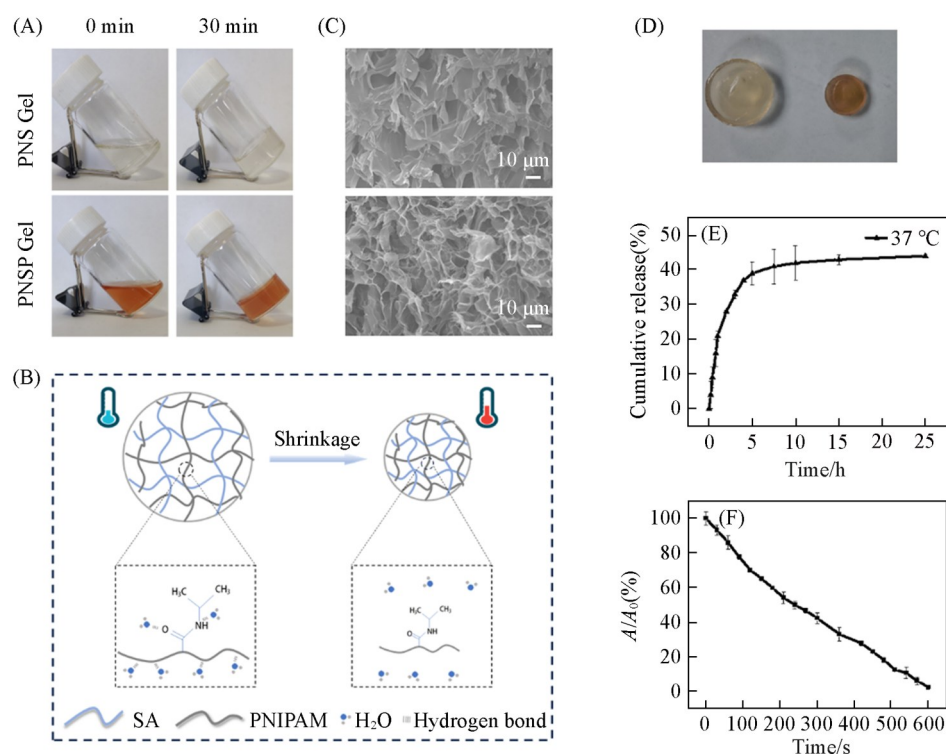 (A)
0 min
30 min
PNS Gel
PNSP Gel
(C)
10 μm
10 μm
(D)
(E)
37 ℃
Cumulative release(%)
50
40
30
20
10
0
0 5 10 15 20 25
Time/h
(B)
Shrinkage
H₃C CH₃
O NH
H₃C CH₃
O NH
SA PNIPAM H₂O Hydrogen bond
(F)
A/A₀(%)
100
80
60
40
20
0
0 100 200 300 400 500 600
Time/s